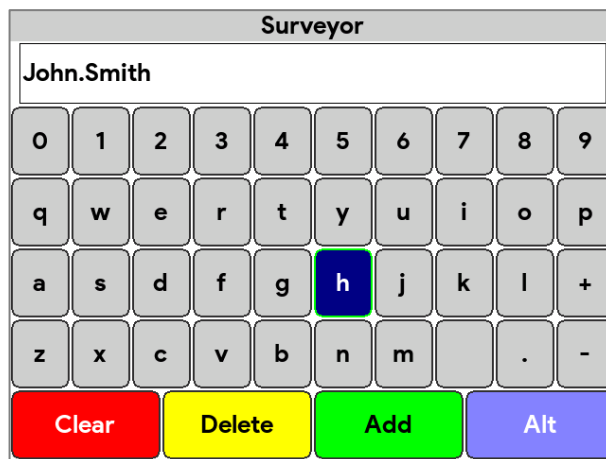 Surveyor
John.Smith
0 1 2 3 4 5 6 7 8 9
q w e r t y u i o p
a s d f g h j k l +
z x c v b n m . -
Clear Delete Add Alt